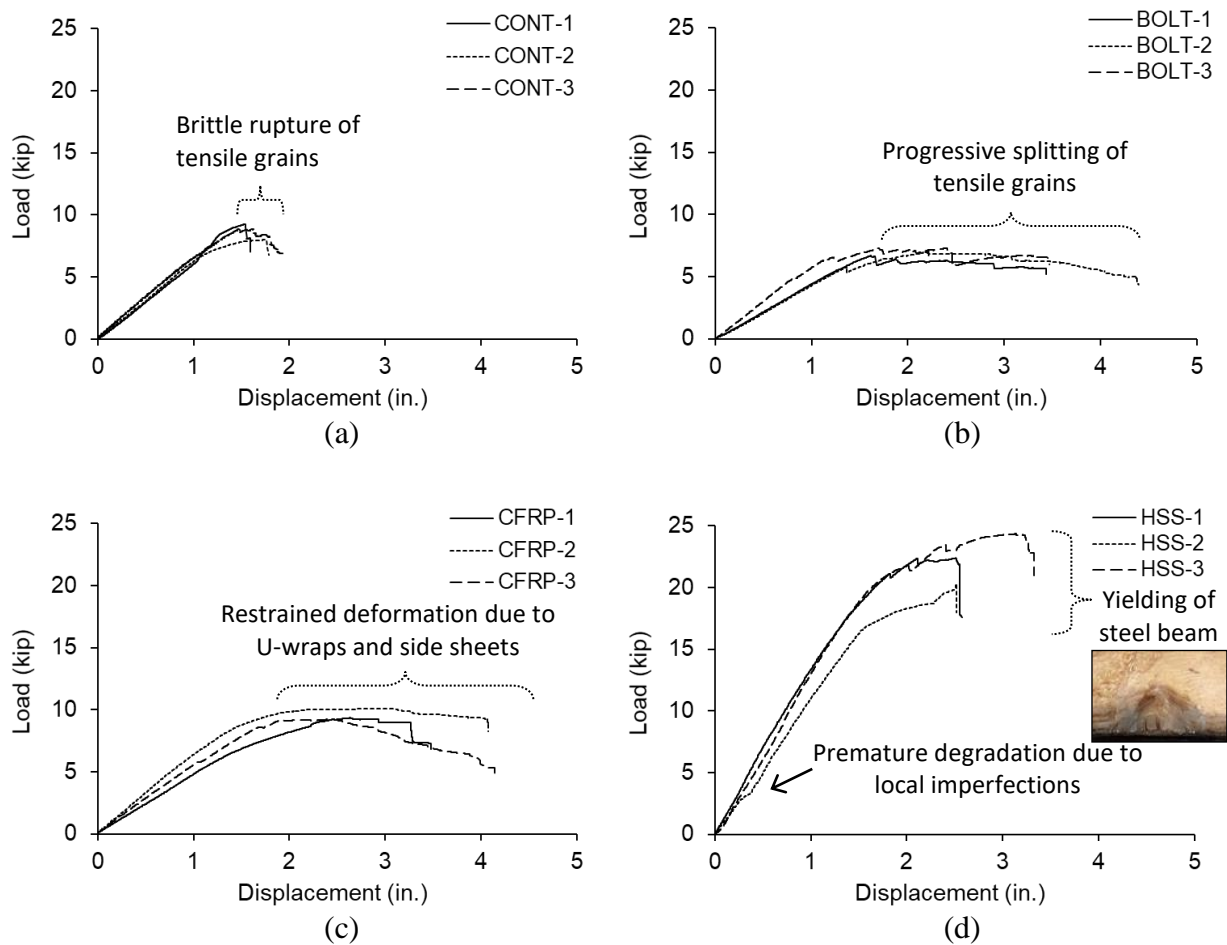 25
20
15
10
5
0
Load (kip)
CONT-1
CONT-2
CONT-3
Brittle rupture of
tensile grains
0 1 2 3 4 5
Displacement (in.)
(a)
25
20
15
10
5
0
Load (kip)
BOLT-1
BOLT-2
BOLT-3
Progressive splitting of
tensile grains
0 1 2 3 4 5
Displacement (in.)
(b)
25
20
15
10
5
0
Load (kip)
CFRP-1
CFRP-2
CFRP-3
Restrained deformation due to
U-wraps and side sheets
0 1 2 3 4 5
Displacement (in.)
(c)
25
20
15
10
5
0
Load (kip)
HSS-1
HSS-2
HSS-3
Yielding of
steel beam
Premature degradation due to
local imperfections
0 1 2 3 4 5
Displacement (in.)
(d)